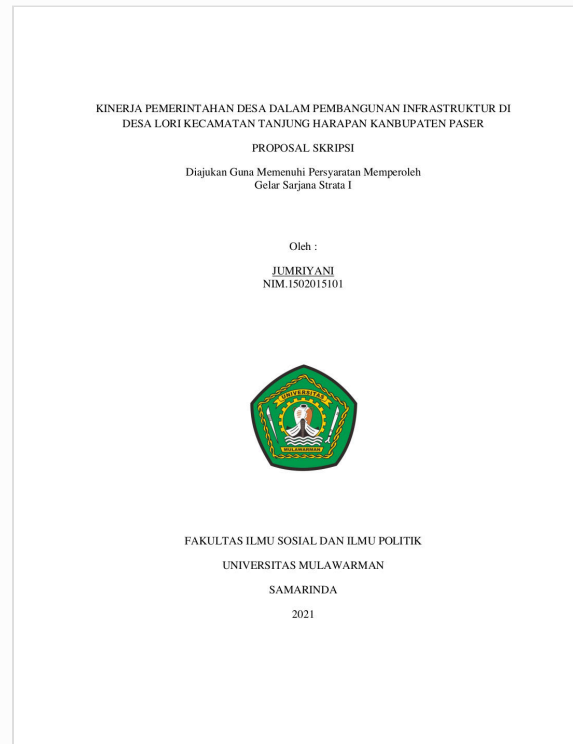 KINERJA PEMERINTAHAN DESA DALAM PEMBANGUNAN INFRASTRUKTUR DI
DESA LORI KECAMATAN TANJUNG HARAPAN KANBUPATEN PASER
PROPOSAL SKRIPSI
Diajukan Guna Memenuhi Persyaratan Memperoleh
Gelar Sarjana Strata I
Oleh :
JUMRIYANI
NIM.1502015101
UNIVERSITAS
MULAWARMAN
FAKULTAS ILMU SOSIAL DAN ILMU POLITIK
UNIVERSITAS MULAWARMAN
SAMARINDA
2021